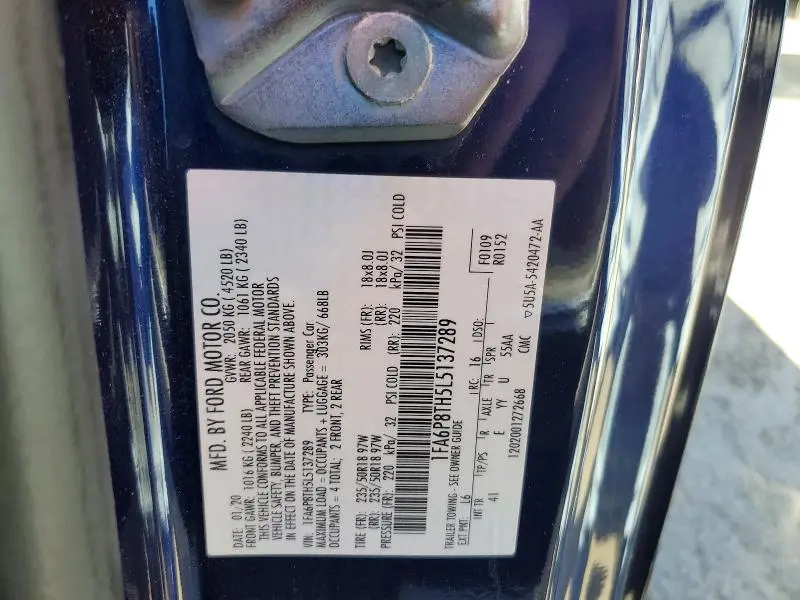 MFD. BY FORD MOTOR CO.
DATE: 01/20 GVWR: 2050 KG ( 4520 LB)
FRONT GAWR: 1016 KG (2240 LB) REAR GAWR: 1061 KG ( 2340 LB)
THIS VEHICLE CONFORMS TO ALL APPLICABLE FEDERAL MOTOR
VEHICLE SAFETY, BUMPER, AND THEFT PREVENTION STANDARDS
IN EFFECT ON THE DATE OF MANUFACTURE SHOWN ABOVE.
VIN: 1FA6P8TH5L5137289 TYPE: Passenger Car
MAXIMUM LOAD = OCCUPANTS + LUGGAGE = 303KG/ 668LB
OCCUPANTS = 4 TOTAL: 2 FRONT, 2 REAR
TIRE (FR): 235/50R18 97W RIMS (FR): 18x8.0J
(RR): 235/50R18 97W (RR): 18x8.0J
PRESSURE (FR): 220 kPa/ 32 PSI COLD (RR): 220 kPa/ 32 PSI COLD
1FA6P8TH5L5137289
TRAILER TOWING - SEE OWNER GUIDE F0109
EXT PNT: L6 RC: 16 DSO: R0152
INT TR TP/PS R AXLE TR SPR
41 E YY U 55AA
1202001272668 CMC ▽5U5A-5420472-AA